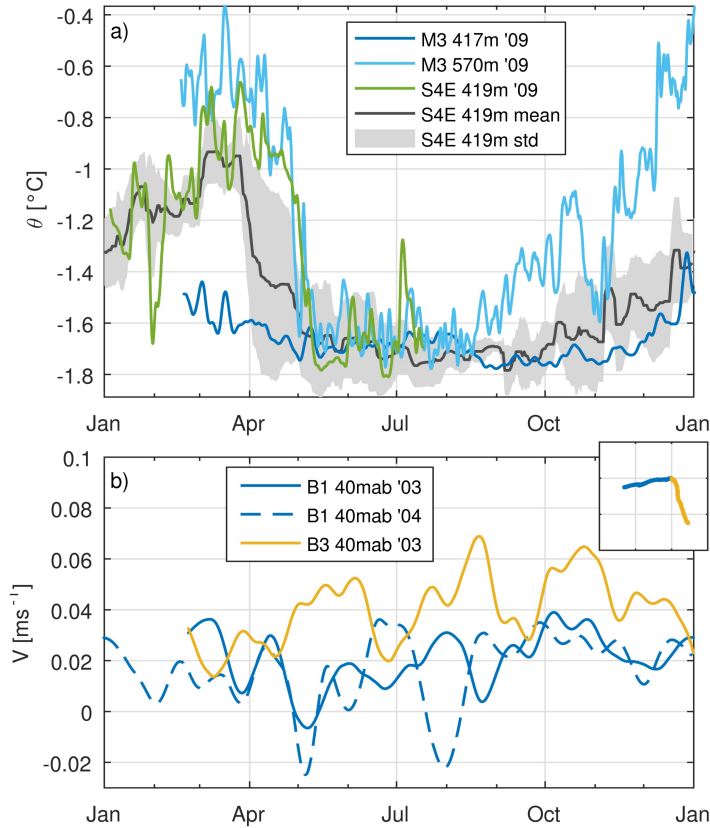 a)
M3 417m '09
M3 570m '09
S4E 419m '09
S4E 419m mean
S4E 419m std
-0.4
-0.6
-0.8
-1
-1.2
-1.4
-1.6
-1.8
θ [°C]
Jan Apr Jul Oct Jan
b)
B1 40mab '03
B1 40mab '04
B3 40mab '03
0.1
0.08
0.06
0.04
0.02
0
-0.02
V [ms⁻¹]
Jan Apr Jul Oct Jan